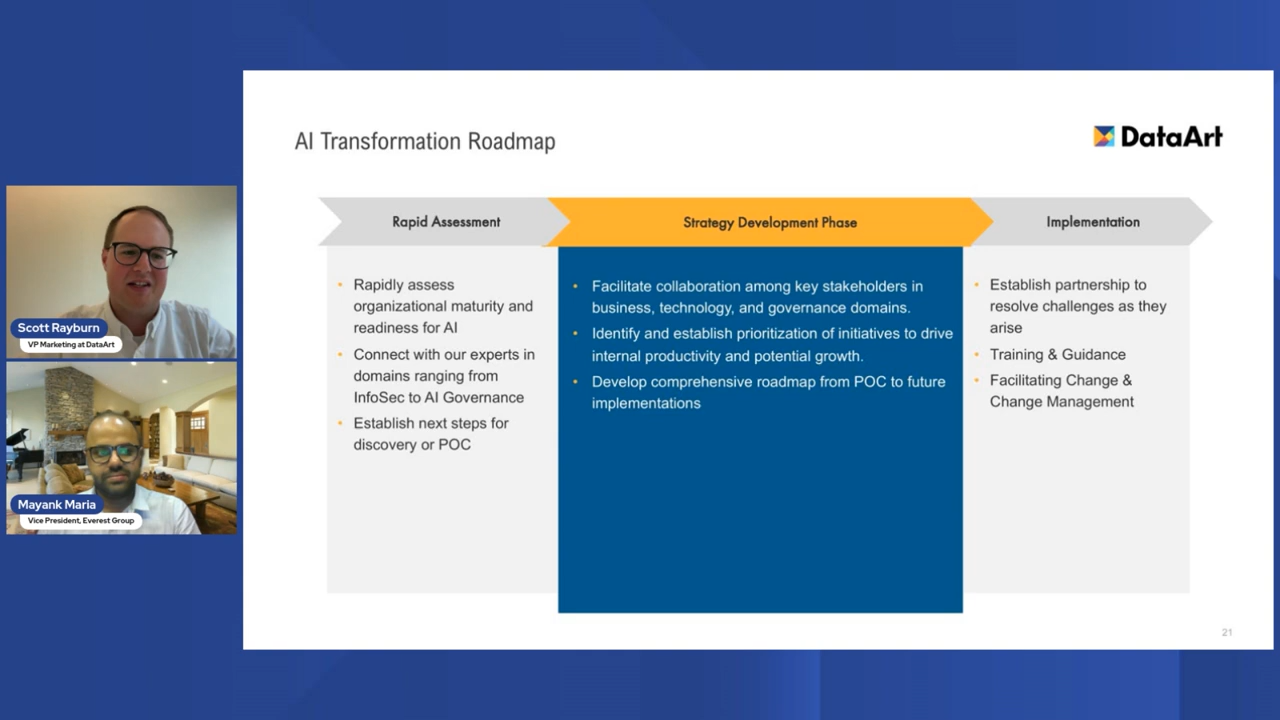 AI Transformation Roadmap
DataArt
Rapid Assessment
Strategy Development Phase
Implementation
• Rapidly assess
organizational maturity and
readiness for AI
• Connect with our experts in
domains ranging from
InfoSec to AI Governance
• Establish next steps for
discovery or POC
• Facilitate collaboration among key stakeholders in
business, technology, and governance domains.
• Identify and establish prioritization of initiatives to drive
internal productivity and potential growth.
• Develop comprehensive roadmap from POC to future
implementations
• Establish partnership to
resolve challenges as they
arise
• Training & Guidance
• Facilitating Change &
Change Management
21
Scott Rayburn
VP Marketing at DataArt
Mayank Maria
Vice President, Everest Group